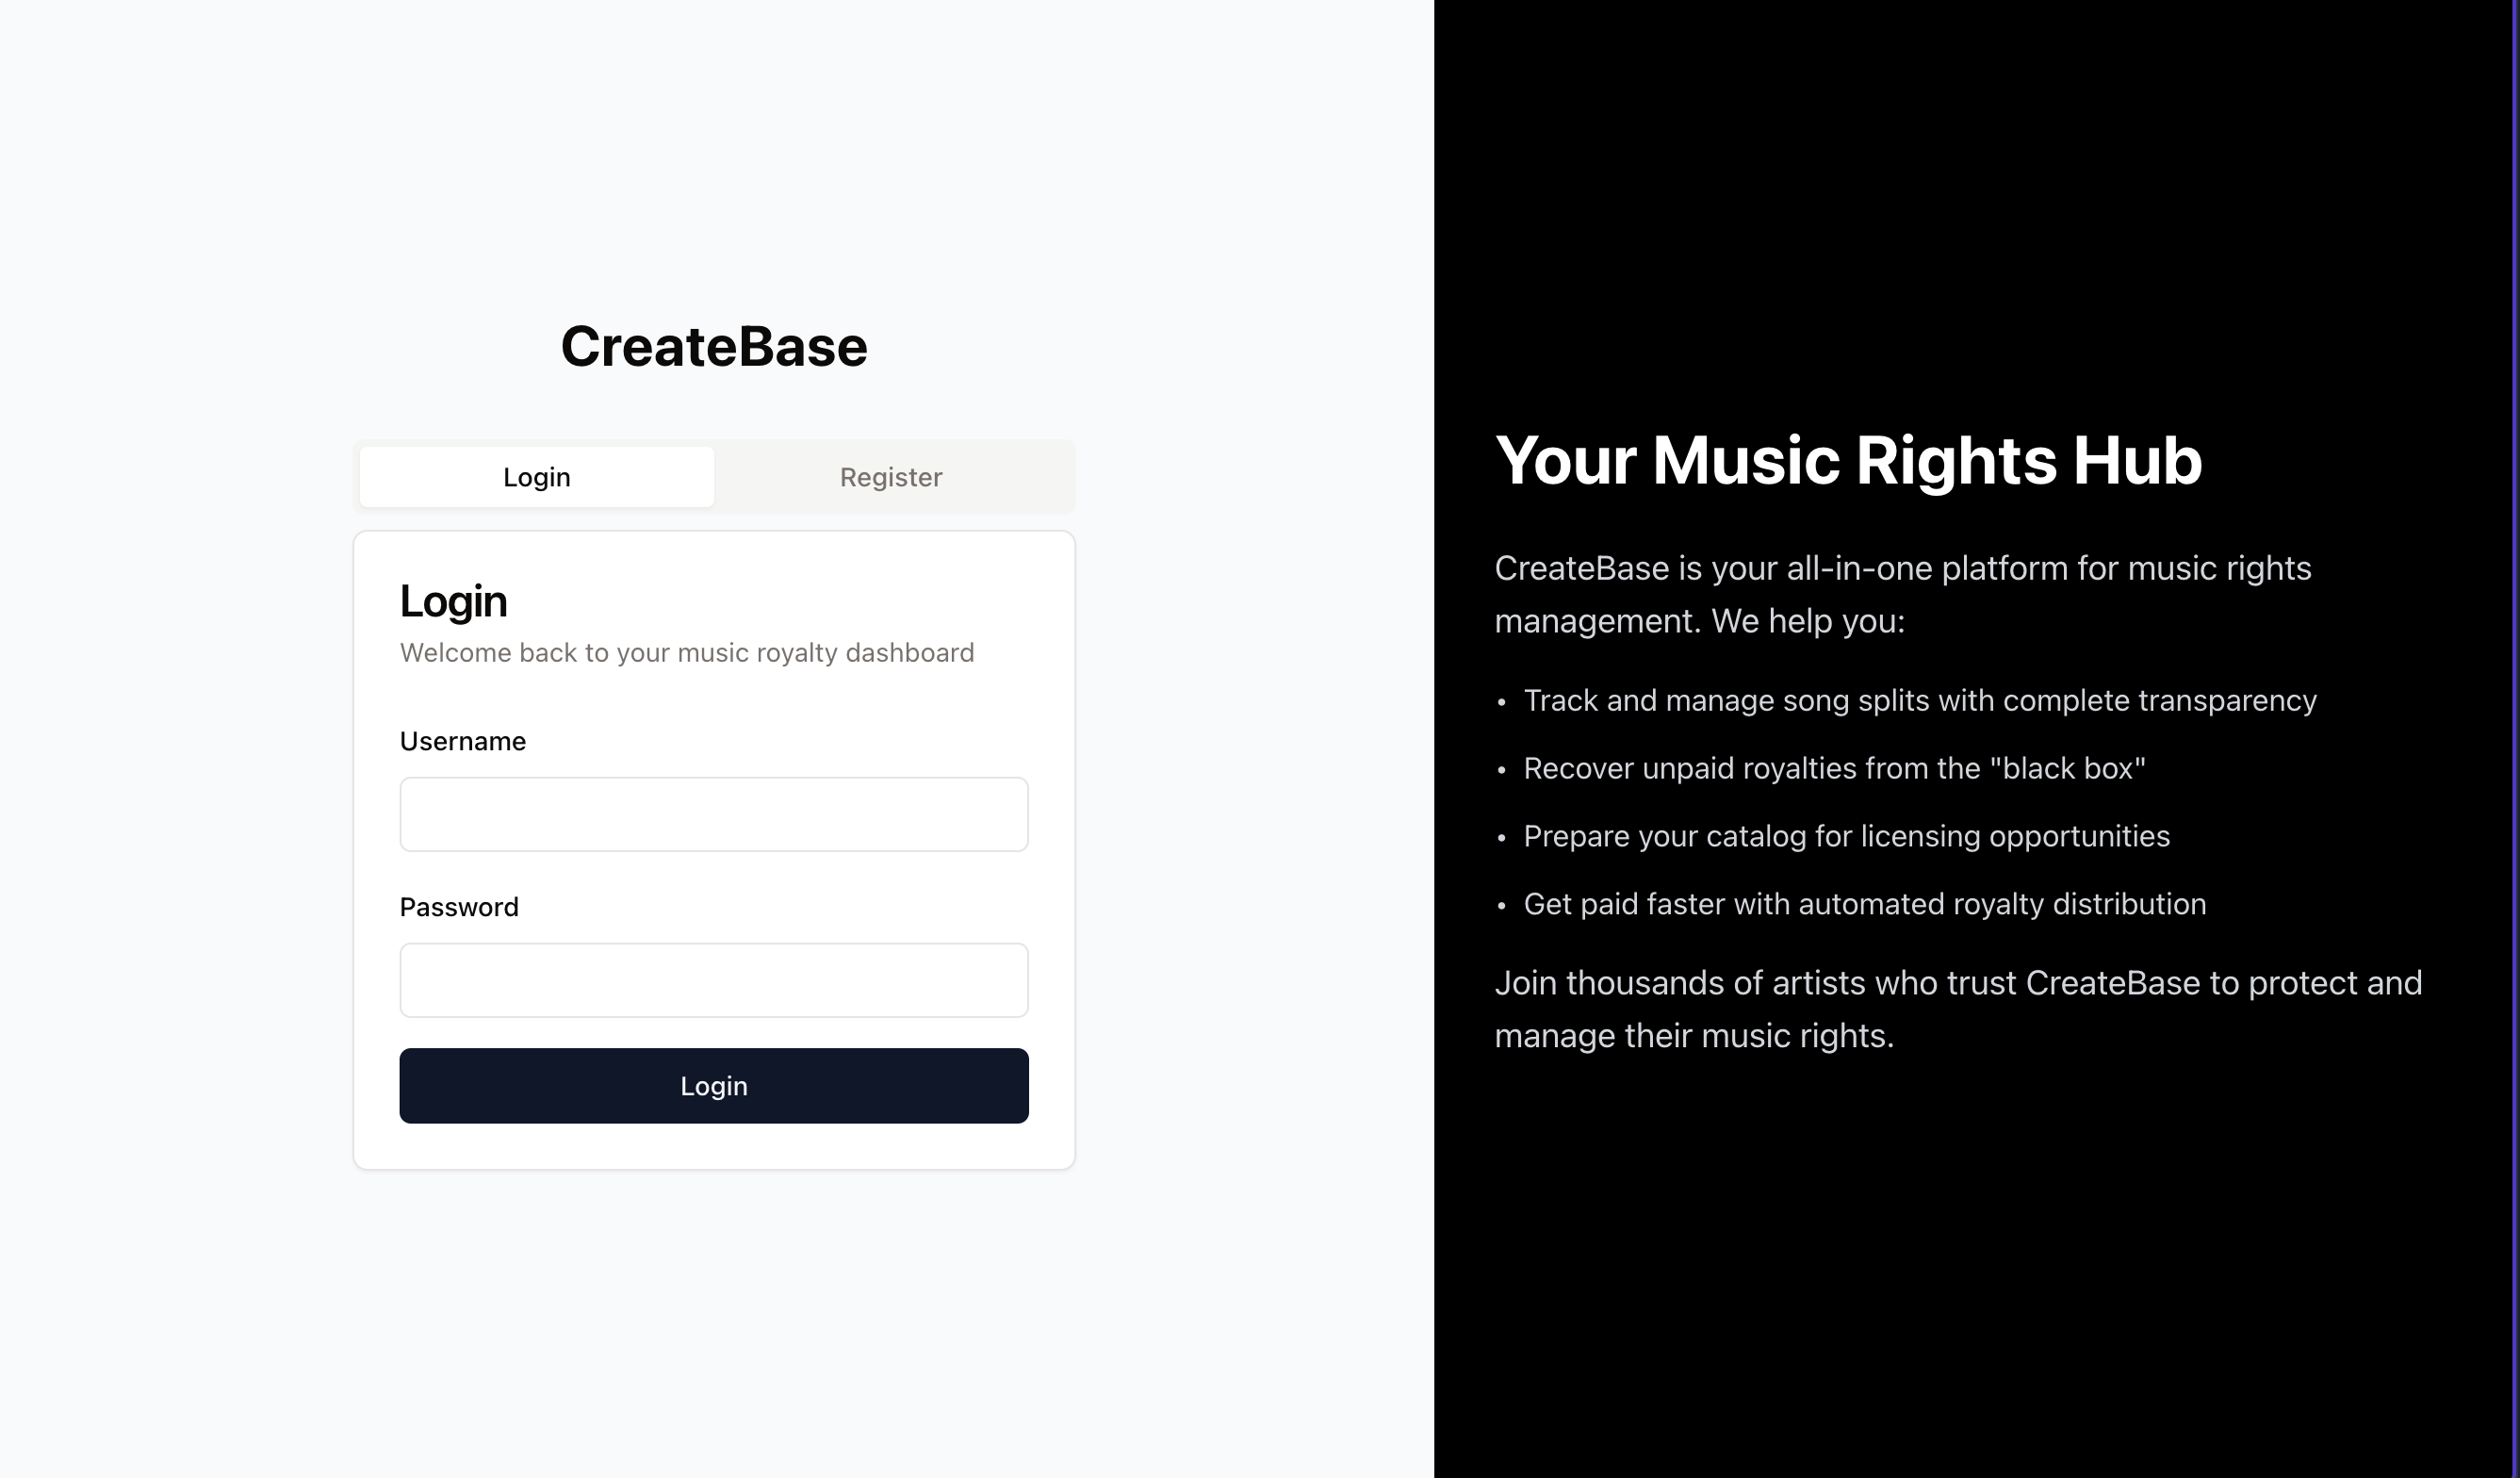 CreateBase
Login
Register
Login
Welcome back to your music royalty dashboard
Username
Password
Login
Your Music Rights Hub
CreateBase is your all-in-one platform for music rights
management. We help you:
• Track and manage song splits with complete transparency
• Recover unpaid royalties from the "black box"
• Prepare your catalog for licensing opportunities
• Get paid faster with automated royalty distribution
Join thousands of artists who trust CreateBase to protect and
manage their music rights.